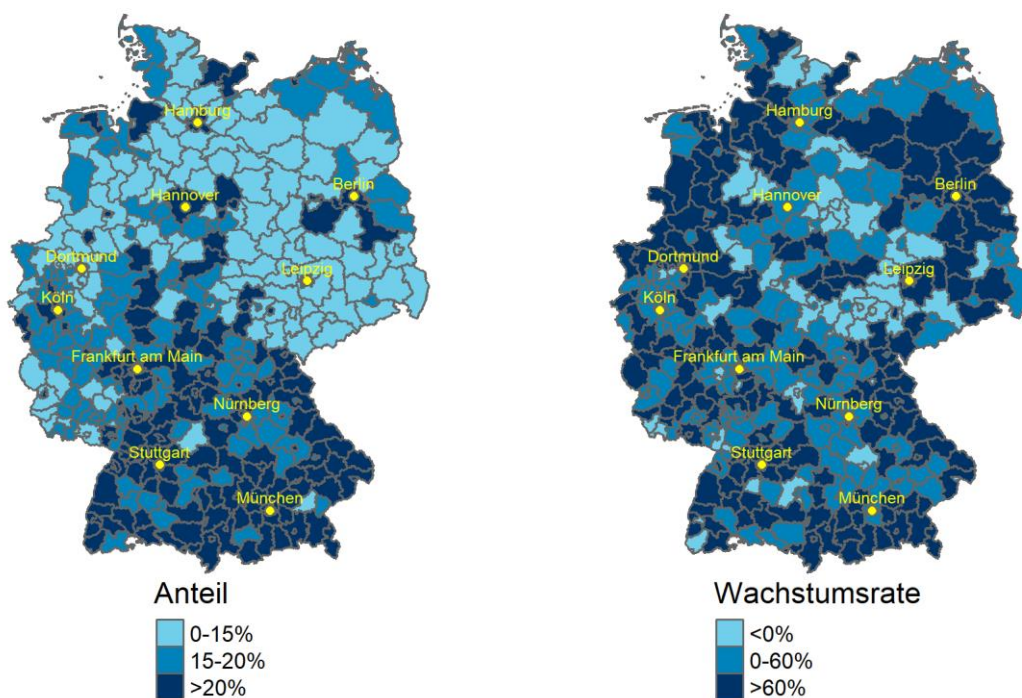 Hamburg
Hannover
Berlin
Dortmund
Leipzig
Köln
Frankfurt am Main
Nürnberg
Stuttgart
München
Anteil
0-15%
15-20%
>20%
Hamburg
Hannover
Berlin
Dortmund
Leipzig
Köln
Frankfurt am Main
Nürnberg
Stuttgart
München
Wachstumsrate
<0%
0-60%
>60%